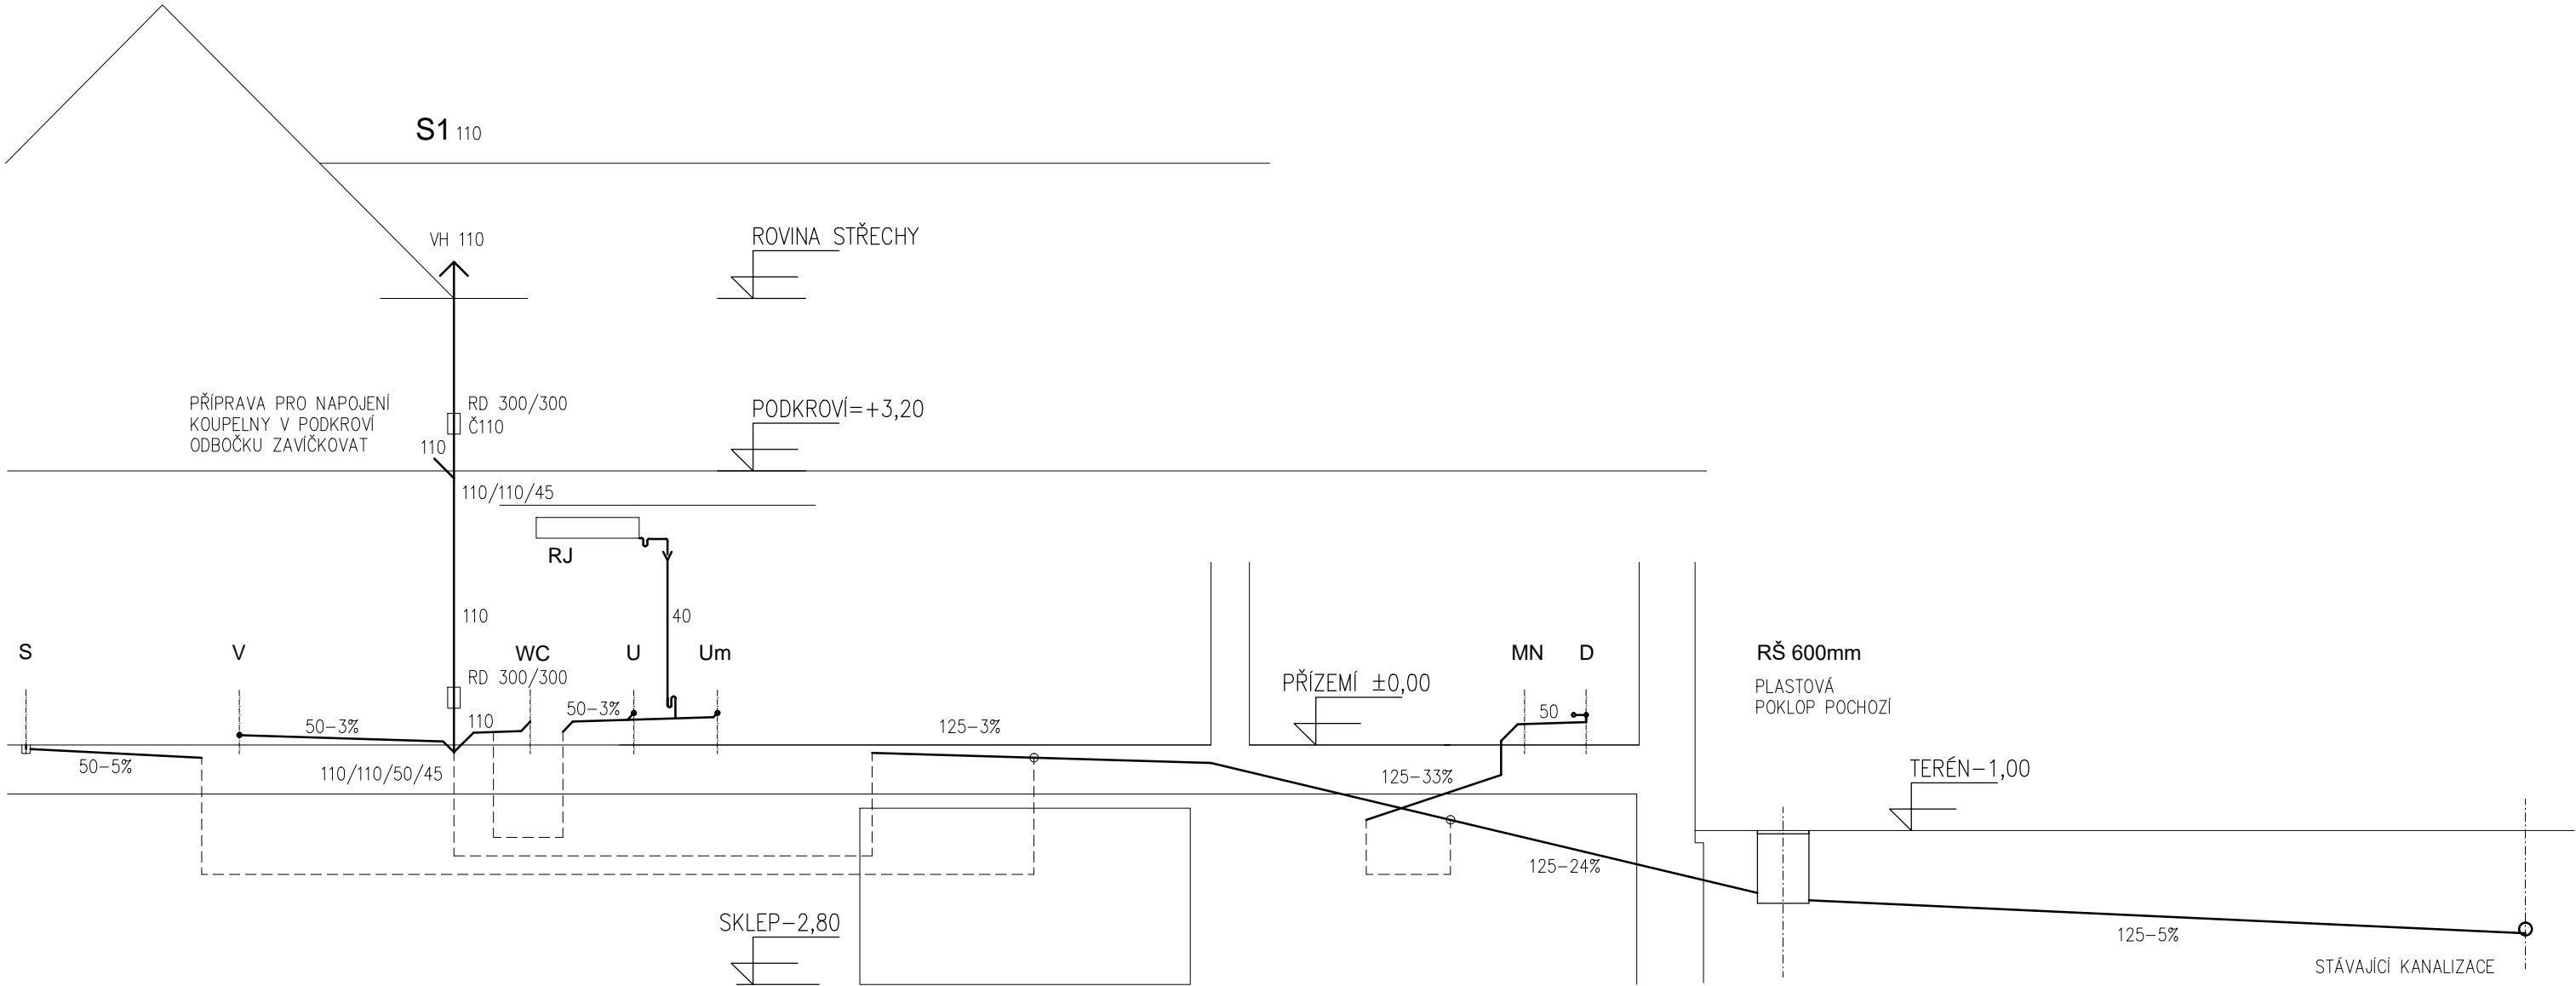 S1 110
VH 110
ROVINA STŘECHY
PŘÍPRAVA PRO NAPOJENÍ
KOUPELNY V PODKROVÍ
ODBOČKU ZAVÍČKOVAT
110
RD 300/300
Č110
PODKROVÍ=+3,20
110/110/45
RJ
110
40
S
V
WC
U
Um
MN
D
RŠ 600mm
RD 300/300
PLASTOVÁ
POKLOP POCHOZÍ
PŘÍZEMÍ ±0,00
50-3%
110
50-3%
125-3%
50
50-5%
110/110/50/45
125-33%
TERÉN-1,00
125-24%
SKLEP-2,80
125-5%
STÁVAJÍCÍ KANALIZACE